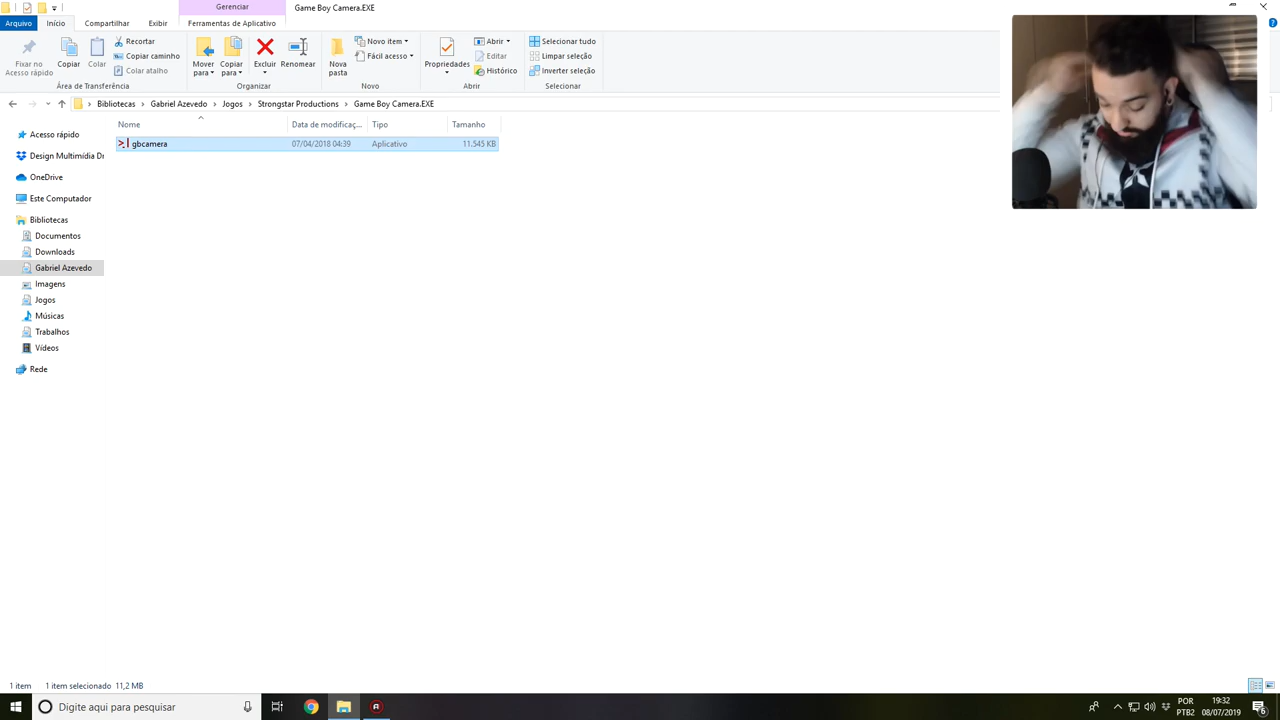 Gerenciar
Game Boy Camera.EXE
Arquivo
Início
Compartilhar
Exibir
Ferramentas de Aplicativo
Fixar no
Acesso rápido
Copiar
Colar
Recortar
Copiar caminho
Colar atalho
Área de Transferência
Mover
para
Copiar
para
Excluir
Renomear
Organizar
Nova
pasta
Novo item
Fácil acesso
Novo
Propriedades
Abrir
Editar
Histórico
Abrir
Selecionar tudo
Limpar seleção
Inverter seleção
Selecionar
Bibliotecas
Gabriel Azevedo
Jogos
Strongstar Productions
Game Boy Camera.EXE
Nome
Data de modificaç...
Tipo
Tamanho
gbcamera
07/04/2018 04:39
Aplicativo
11.545 KB
Acesso rápido
Design Multimídia Dr
OneDrive
Este Computador
Bibliotecas
Documentos
Downloads
Gabriel Azevedo
Imagens
Jogos
Músicas
Trabalhos
Vídeos
Rede
1 item
1 item selecionado 11,2 MB
Digite aqui para pesquisar
POR
PTB2
19:32
08/07/2019
6